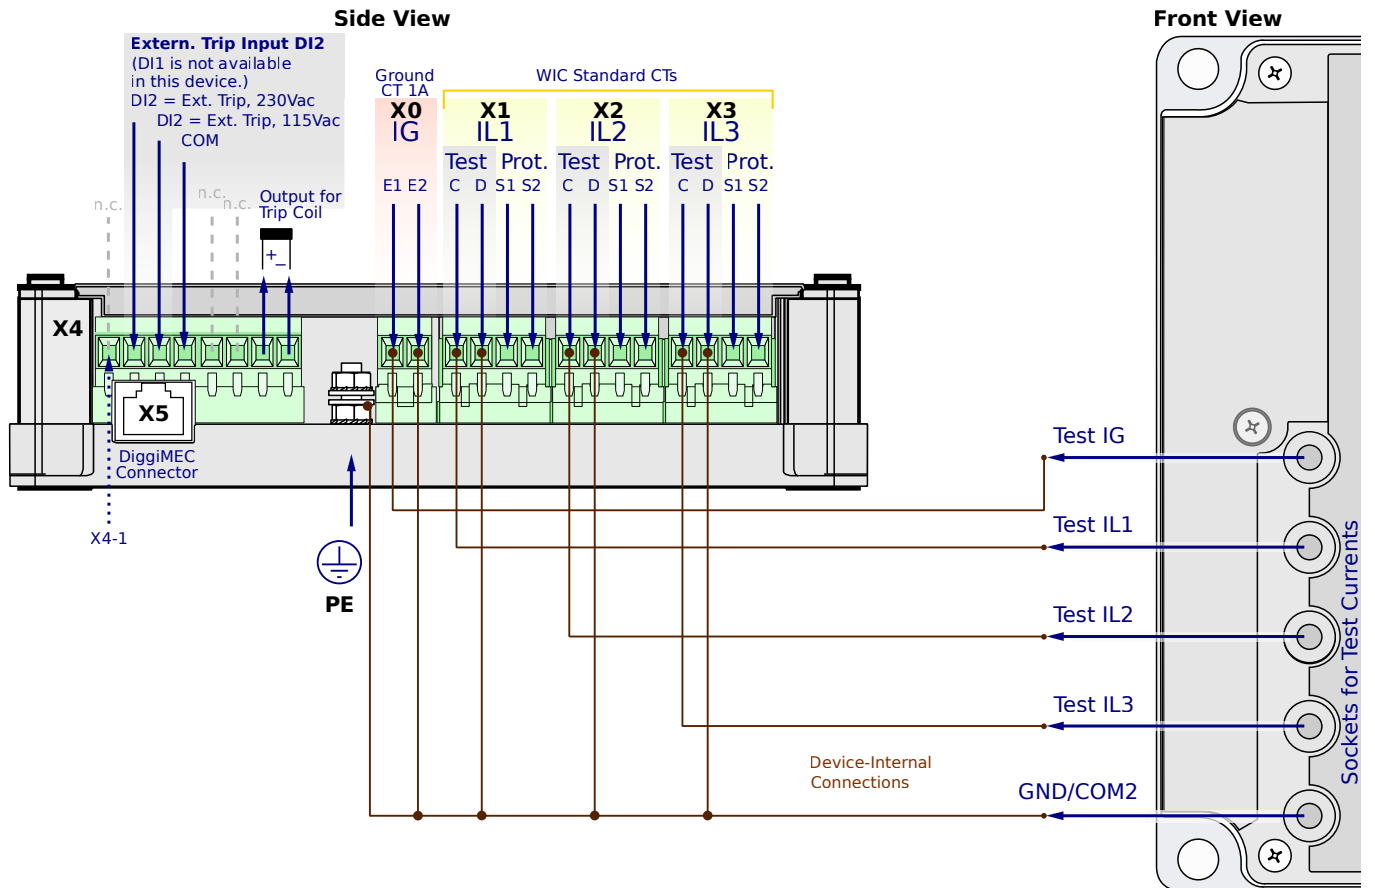 Side View
Front View
Extern. Trip Input DI2
(DI1 is not available
in this device.)
DI2 = Ext. Trip, 230Vac
DI2 = Ext. Trip, 115Vac
COM
n.c.
n.c.
n.c.
Output for
Trip Coil
+
−
Ground
CT 1A
WIC Standard CTs
X0
IG
E1 E2
X1
IL1
Test Prot.
C D S1 S2
X2
IL2
Test Prot.
C D S1 S2
X3
IL3
Test Prot.
C D S1 S2
X4
X5
DiggiMEC
Connector
X4-1
PE
Test IG
Test IL1
Test IL2
Test IL3
GND/COM2
Device-Internal
Connections
Sockets for Test Currents